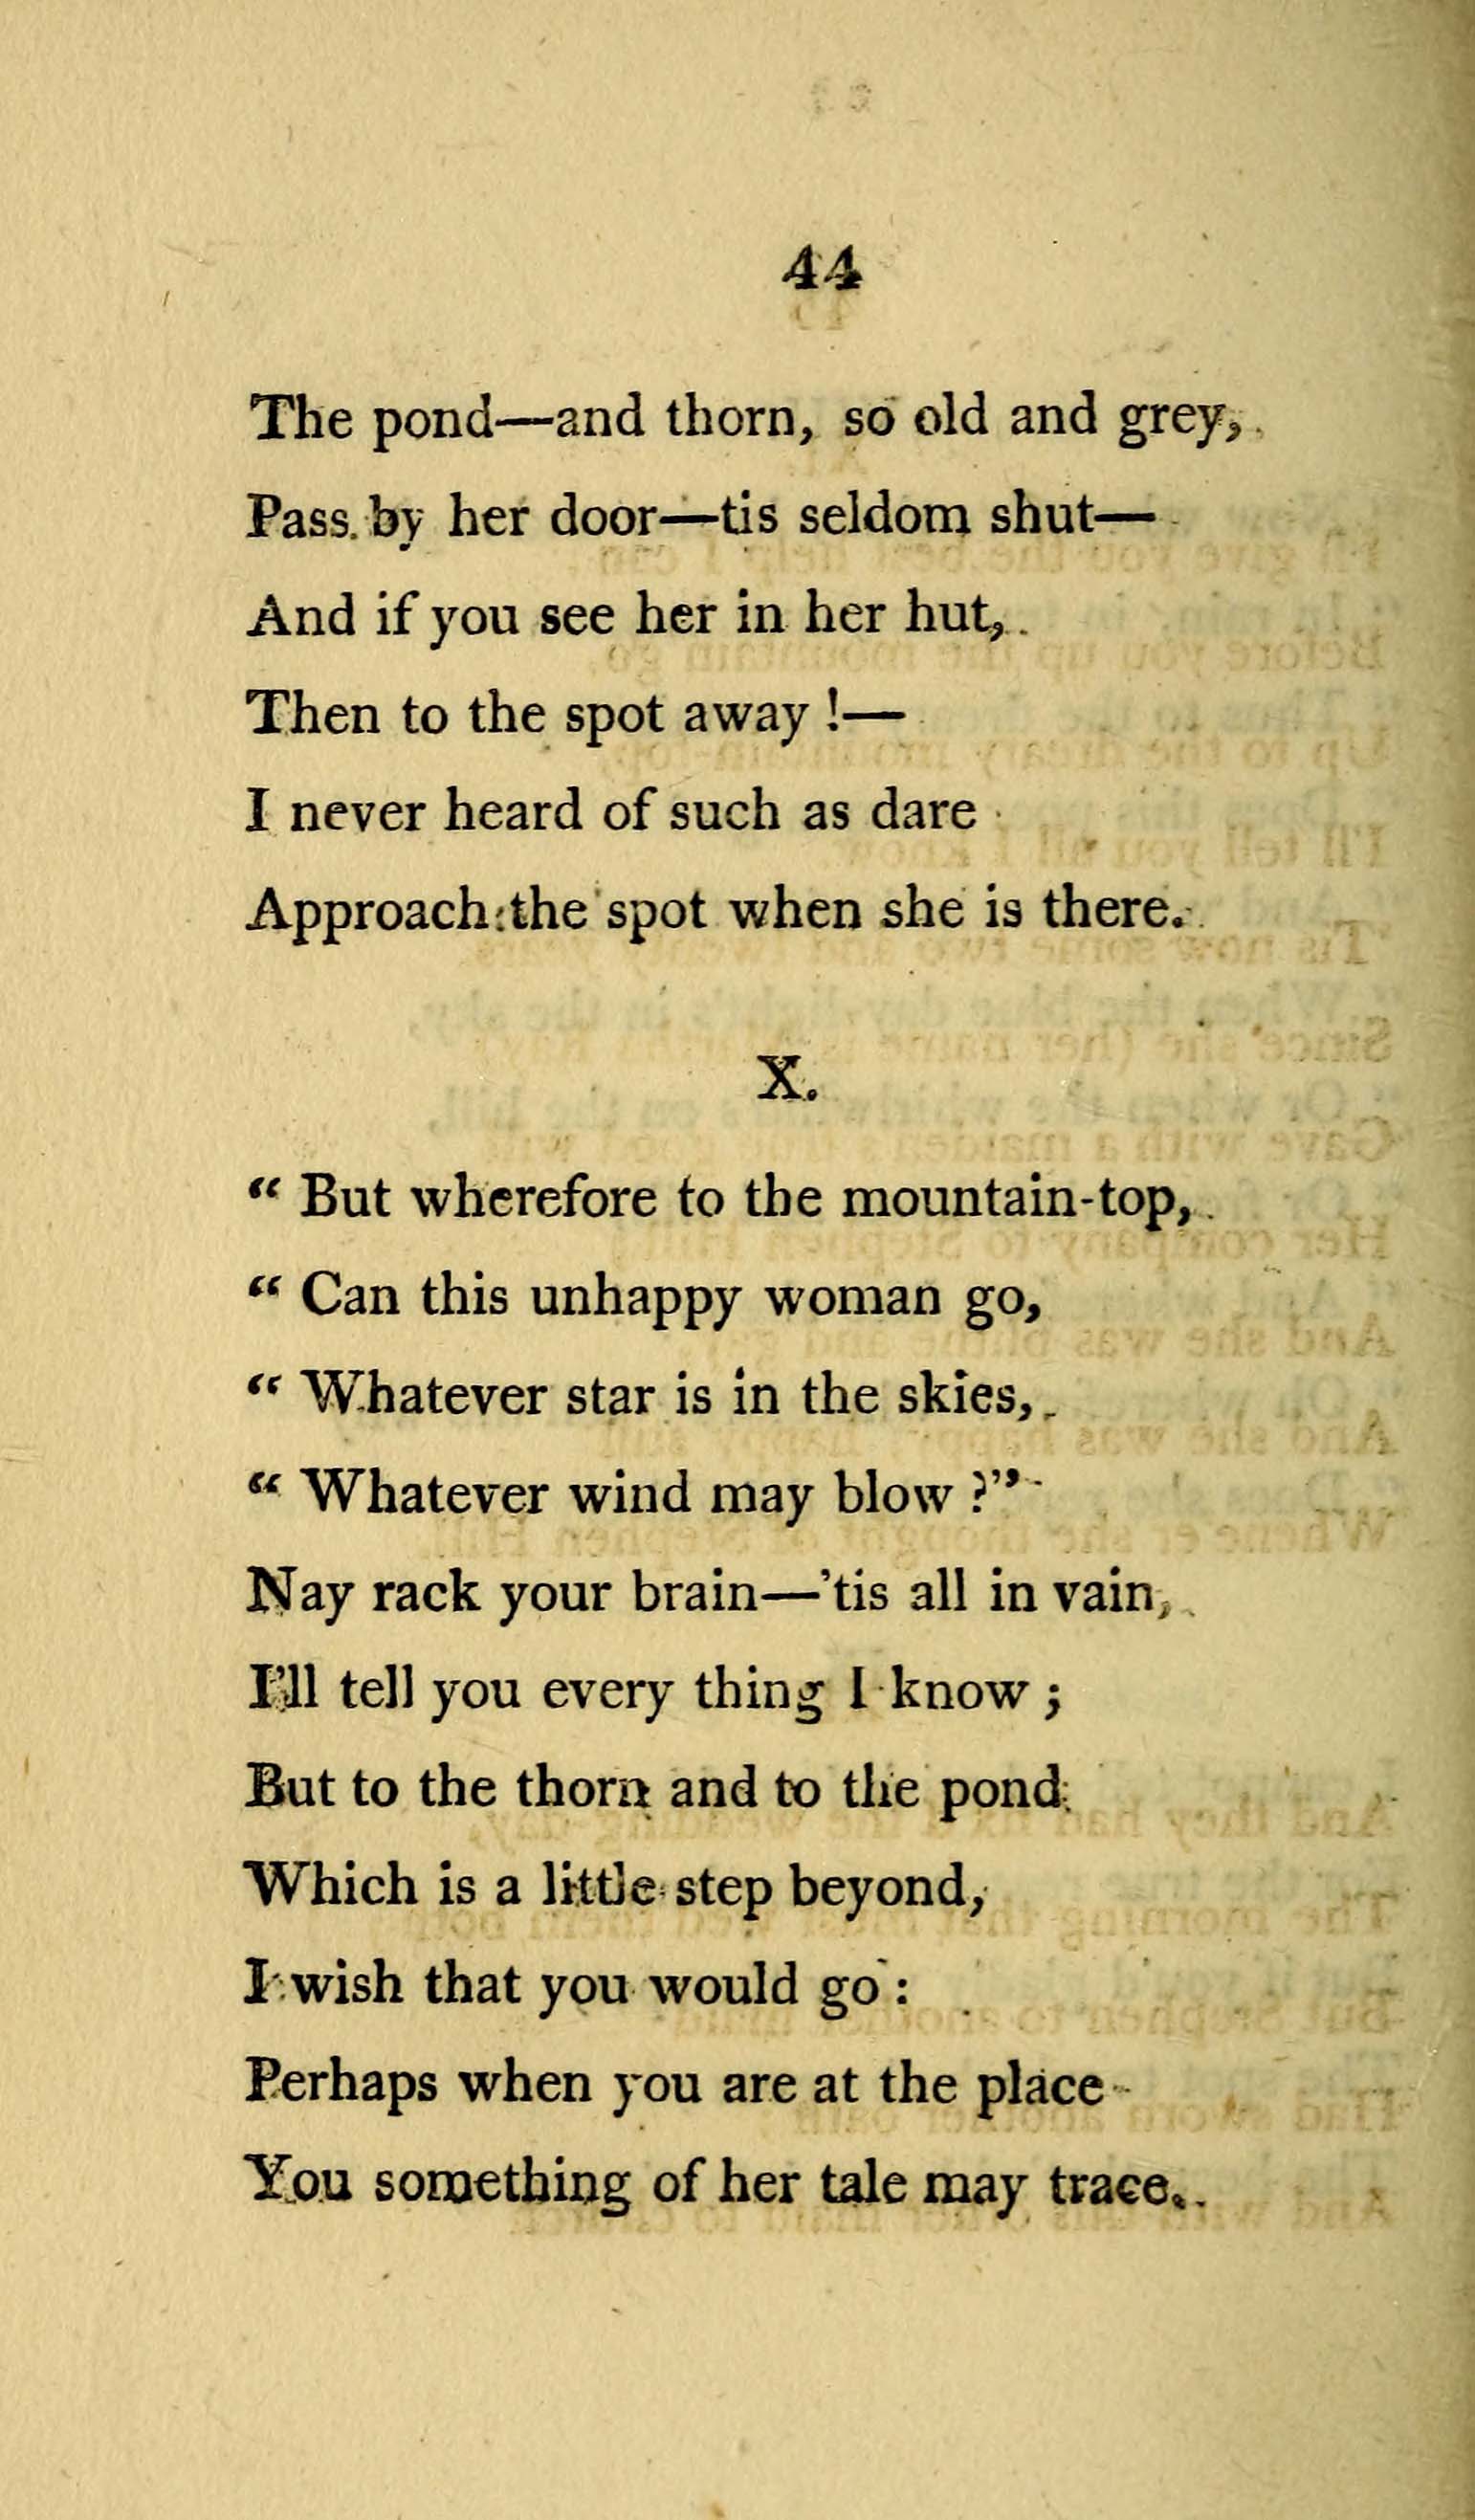 44
The pond—and thorn, so old and grey,
Pass by her door—tis seldom shut—
And if you see her in her hut,
Then to the spot away !—
I never heard of such as dare
Approach the spot when she is there.
X.
“ But wherefore to the mountain-top,
“ Can this unhappy woman go,
“ Whatever star is in the skies,
“ Whatever wind may blow ?”
Nay rack your brain—’tis all in vain,
I’ll tell you every thing I know ;
But to the thorn and to the pond
Which is a little step beyond,
I wish that you would go :
Perhaps when you are at the place
You something of her tale may trace.